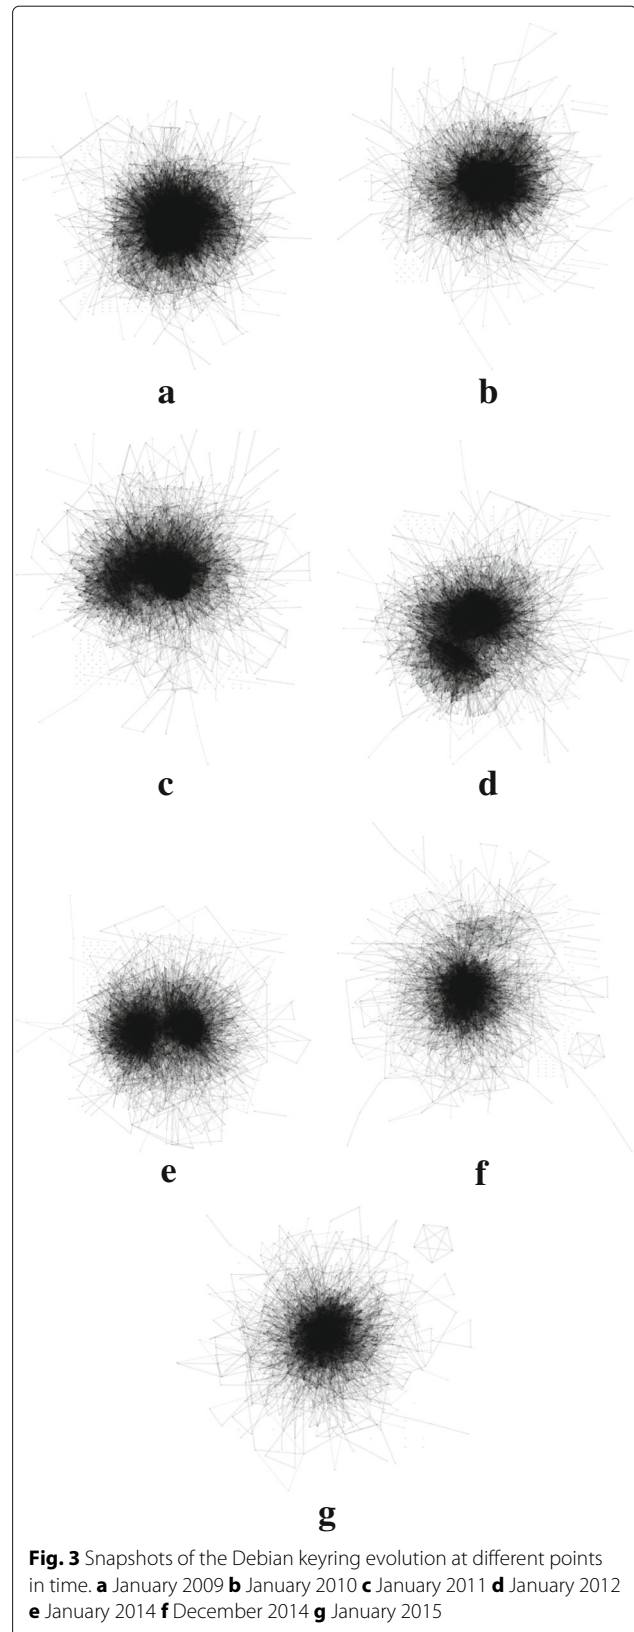 a
b
c
d
e
f
g
Fig. 3 Snapshots of the Debian keyring evolution at different points
in time. a January 2009 b January 2010 c January 2011 d January 2012
e January 2014 f December 2014 g January 2015